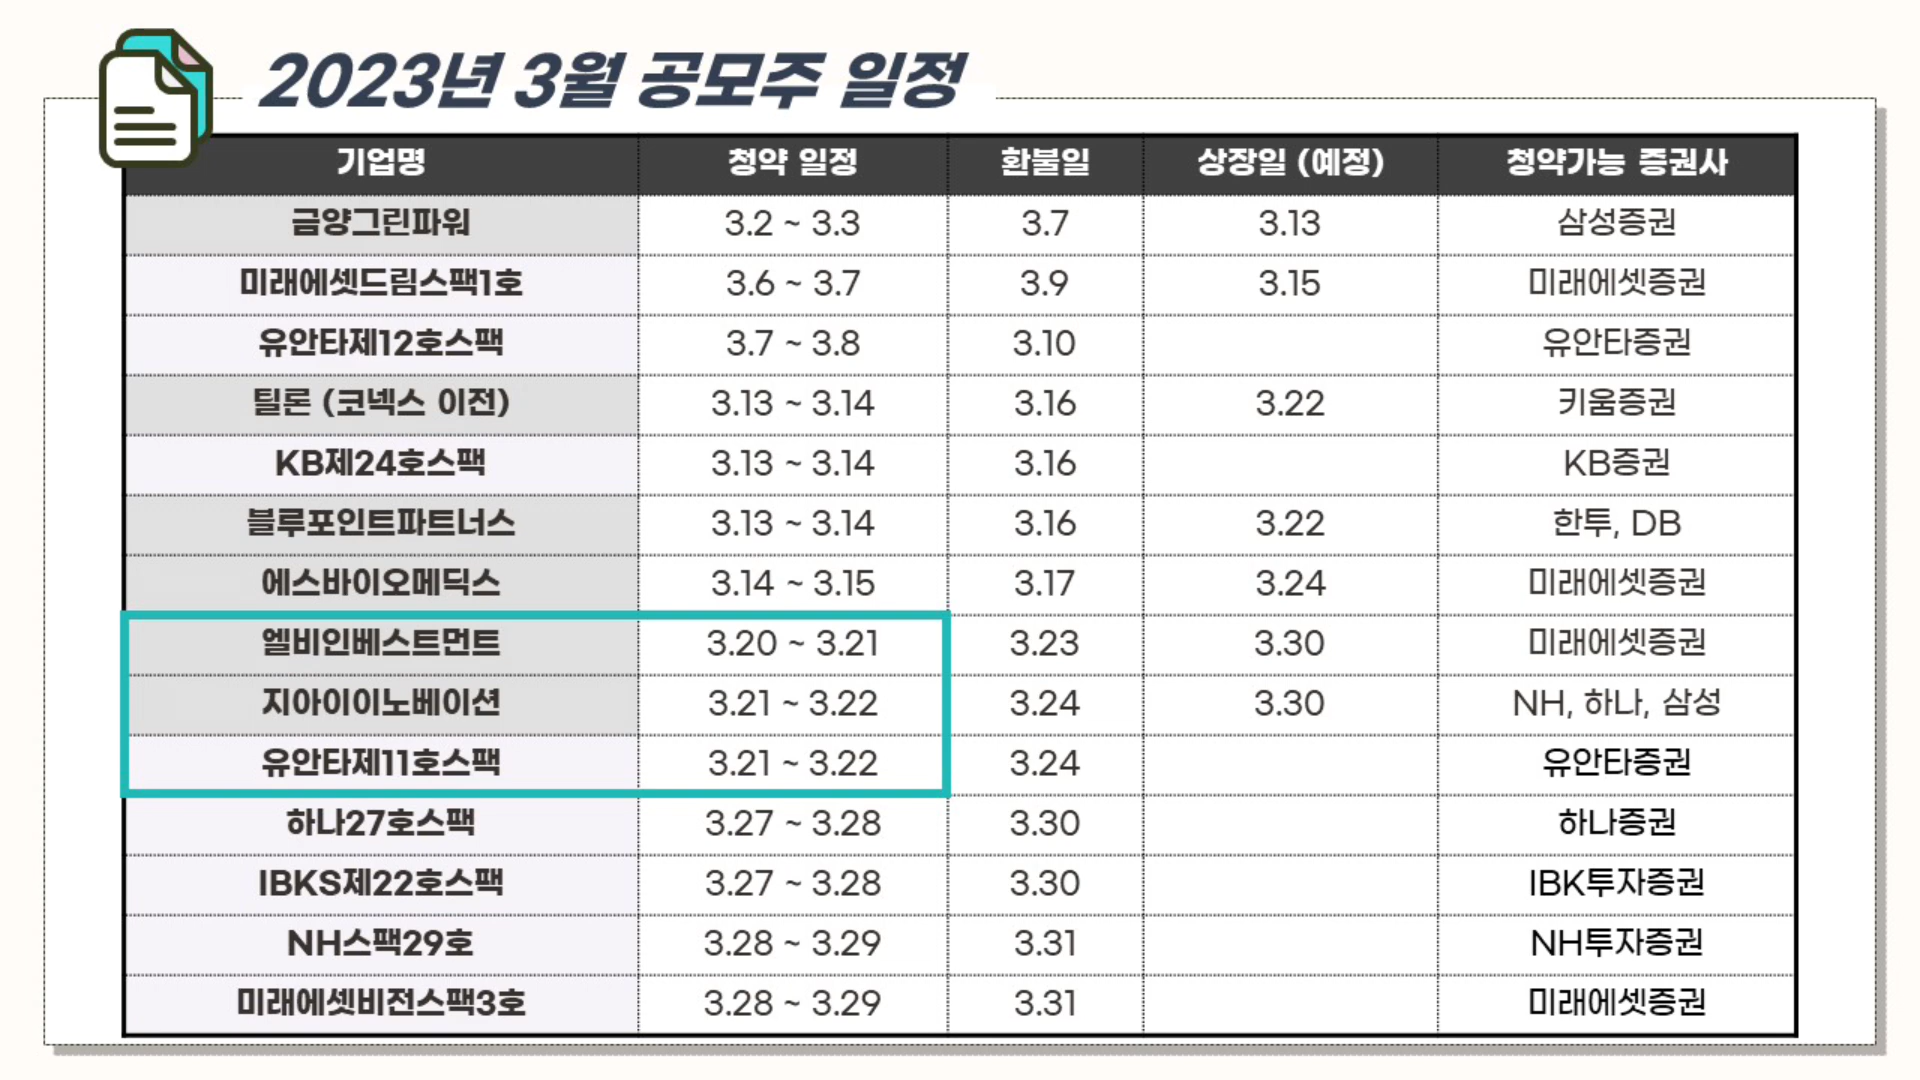 2023년 3월 공모주 일정
기업명 청약 일정 환불일 상장일 (예정) 청약가능 증권사
금양그린파워 3.2 ~ 3.3 3.7 3.13 삼성증권
미래에셋드림스팩1호 3.6 ~ 3.7 3.9 3.15 미래에셋증권
유안타제12호스팩 3.7 ~ 3.8 3.10 유안타증권
틸론 (코넥스 이전) 3.13 ~ 3.14 3.16 3.22 키움증권
KB제24호스팩 3.13 ~ 3.14 3.16 KB증권
블루포인트파트너스 3.13 ~ 3.14 3.16 3.22 한투, DB
에스바이오메딕스 3.14 ~ 3.15 3.17 3.24 미래에셋증권
엘비인베스트먼트 3.20 ~ 3.21 3.23 3.30 미래에셋증권
지아이이노베이션 3.21 ~ 3.22 3.24 3.30 NH, 하나, 삼성
유안타제11호스팩 3.21 ~ 3.22 3.24 유안타증권
하나27호스팩 3.27 ~ 3.28 3.30 하나증권
IBKS제22호스팩 3.27 ~ 3.28 3.30 IBK투자증권
NH스팩29호 3.28 ~ 3.29 3.31 NH투자증권
미래에셋비전스팩3호 3.28 ~ 3.29 3.31 미래에셋증권